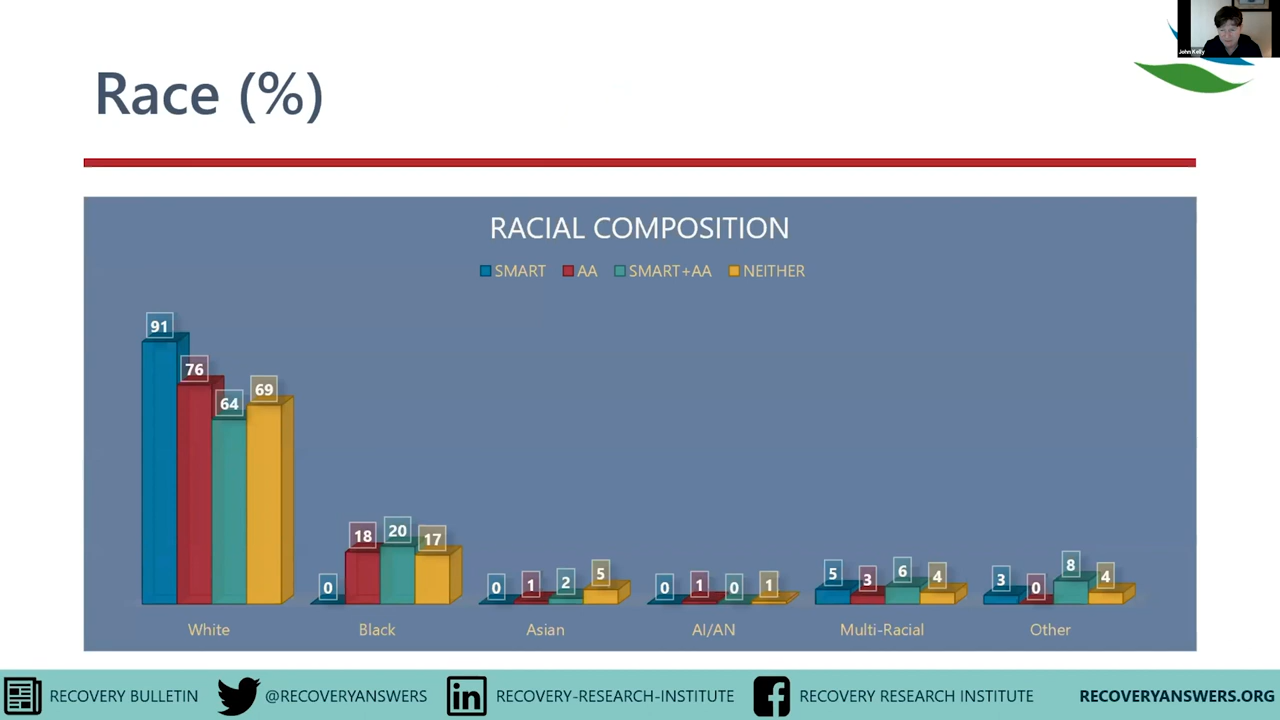 John Kelly
Race (%)
RACIAL COMPOSITION
SMART AA SMART+AA NEITHER
91 76 64 69
0 18 20 17
0 1 2 5
0 1 0 1
5 3 6 4
3 0 8 4
White Black Asian AI/AN Multi-Racial Other
RECOVERY BULLETIN @RECOVERYANSWERS RECOVERY-RESEARCH-INSTITUTE RECOVERY RESEARCH INSTITUTE RECOVERYANSWERS.ORG